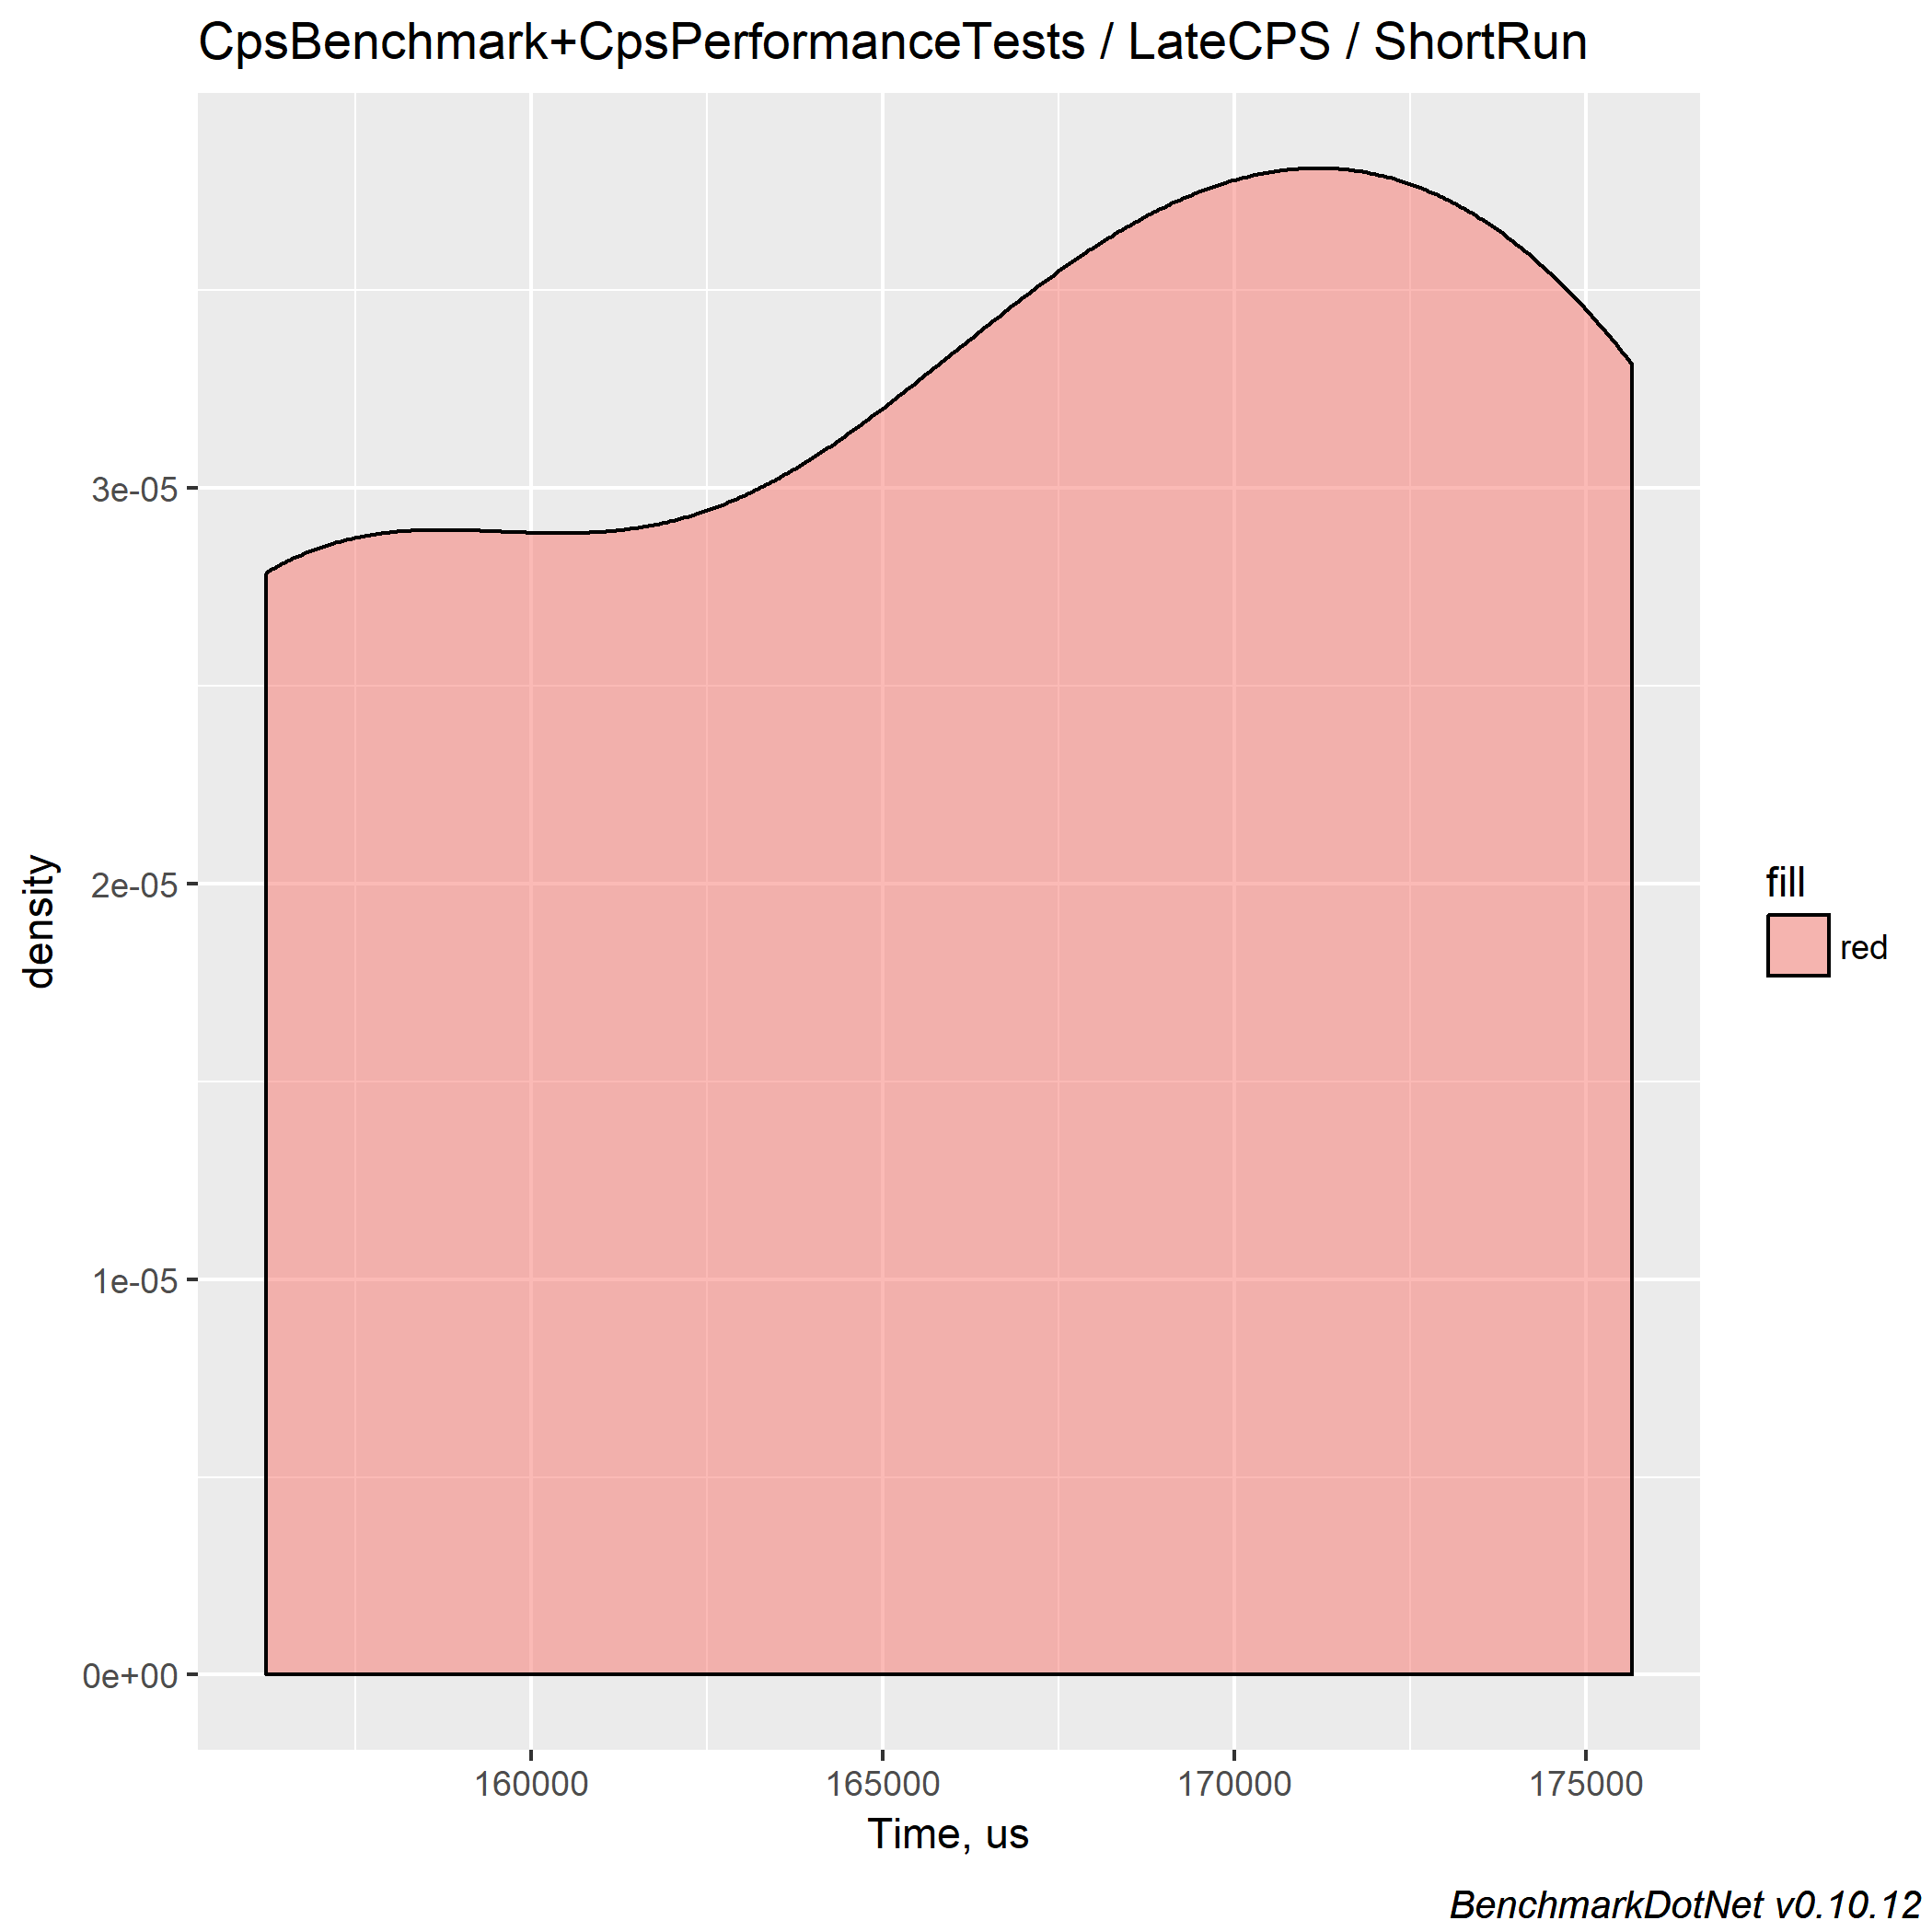 CpsBenchmark+CpsPerformanceTests / LateCPS / ShortRun
density
3e-05
2e-05
1e-05
0e+00
160000
165000
170000
175000
Time, us
fill
red
BenchmarkDotNet v0.10.12